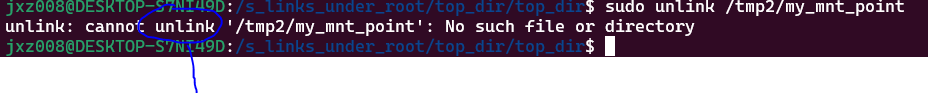 jxz008@DESKTOP-S7NI49D:/s_links_under_root/top_dir/top_dir$ sudo unlink /tmp2/my_mnt_point
unlink: cannot unlink '/tmp2/my_mnt_point': No such file or directory
jxz008@DESKTOP-S7NI49D:/s_links_under_root/top_dir/top_dir$